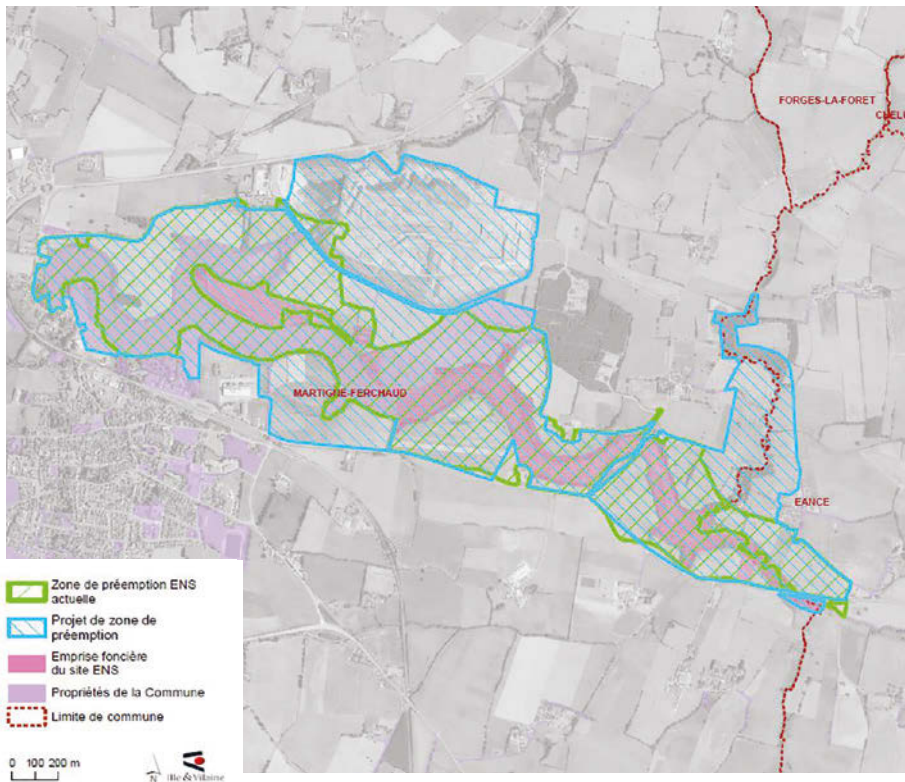 FORGES-LA-FORET
MARTIGNE-FERCHAUD
EANCE
Zone de préemption ENS
actuelle
Projet de zone de
préemption
Emprise foncière
du site ENS
Propriétés de la Commune
Limite de commune
0 100 200 m
N
Ille & Vilaine